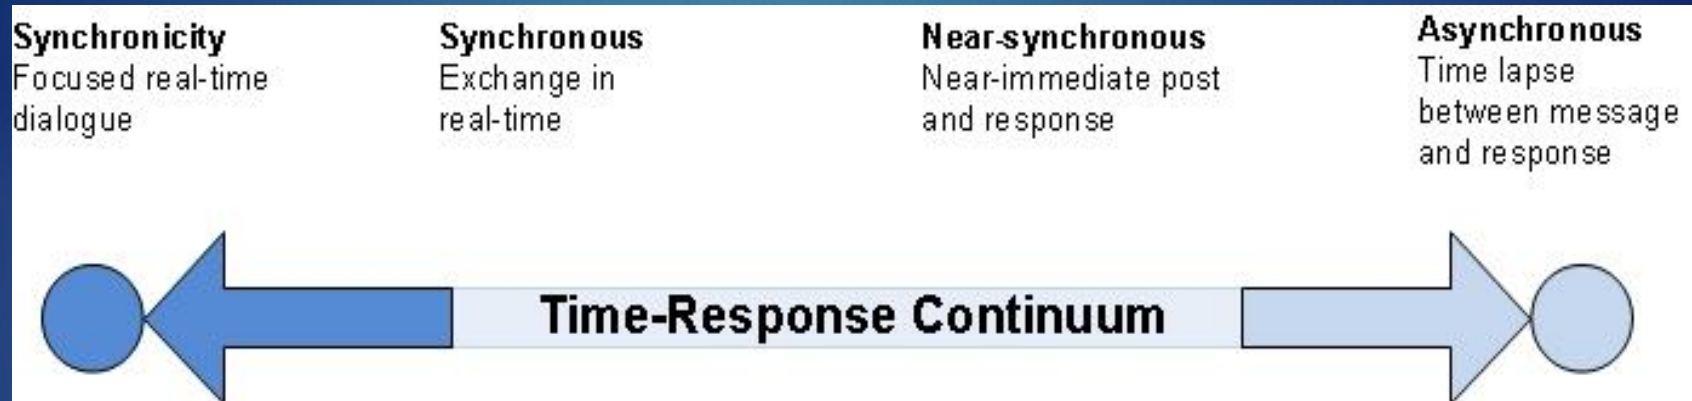 Synchronicity
Focused real-time
dialogue
Synchronous
Exchange in
real-time
Near-synchronous
Near-immediate post
and response
Asynchronous
Time lapse
between message
and response
Time-Response Continuum